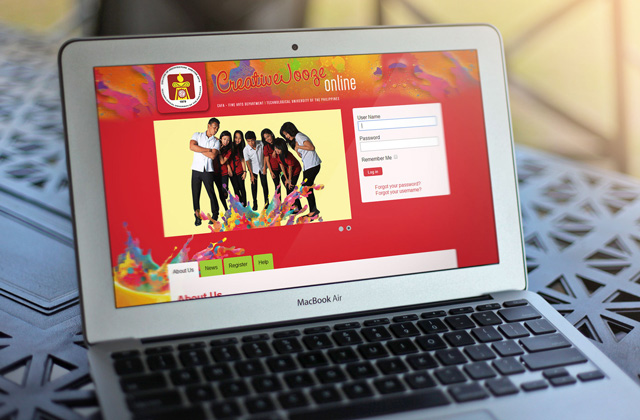 CreativeJooze
online
CAFA - FINE ARTS DEPARTMENT | TECHNOLOGICAL UNIVERSITY OF THE PHILIPPINES
User Name
Password
Remember Me
Log in
Forgot your password?
Forgot your username?
About Us
News
Register
Help
About Us
MacBook Air